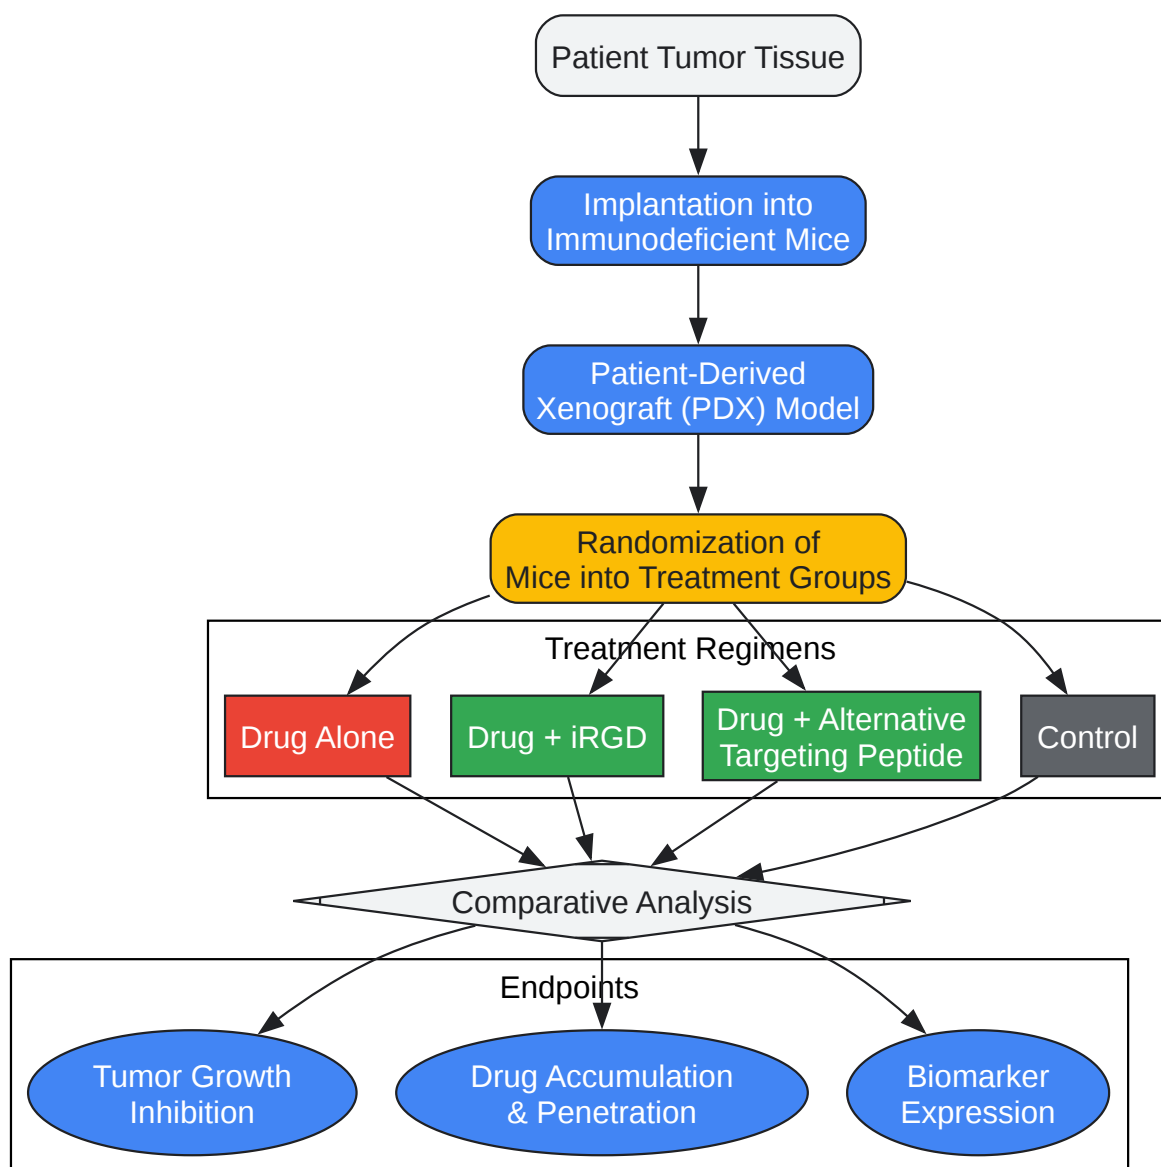 Patient Tumor Tissue
Implantation into
Immunodeficient Mice
Patient-Derived
Xenograft (PDX) Model
Randomization of
Mice into Treatment Groups
Treatment Regimens
Drug Alone
Drug + iRGD
Drug + Alternative
Targeting Peptide
Control
Comparative Analysis
Endpoints
Tumor Growth
Inhibition
Drug Accumulation
& Penetration
Biomarker
Expression